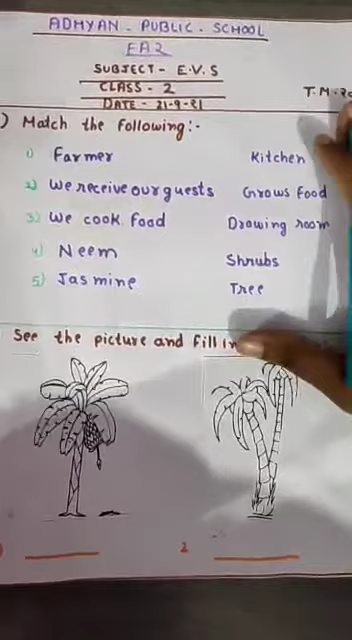 ADHYAN - PUBLIC - SCHOOL
FA2
SUBJECT - E.V.S
CLASS - 2
T.M-20
DATE - 21-9-21
) Match the following:-
1) Farmer Kitchen
2) We receive our guests Grows food
3) We cook food Drawing room
4) Neem Shrubs
5) Jasmine Tree
See the picture and fill in
2